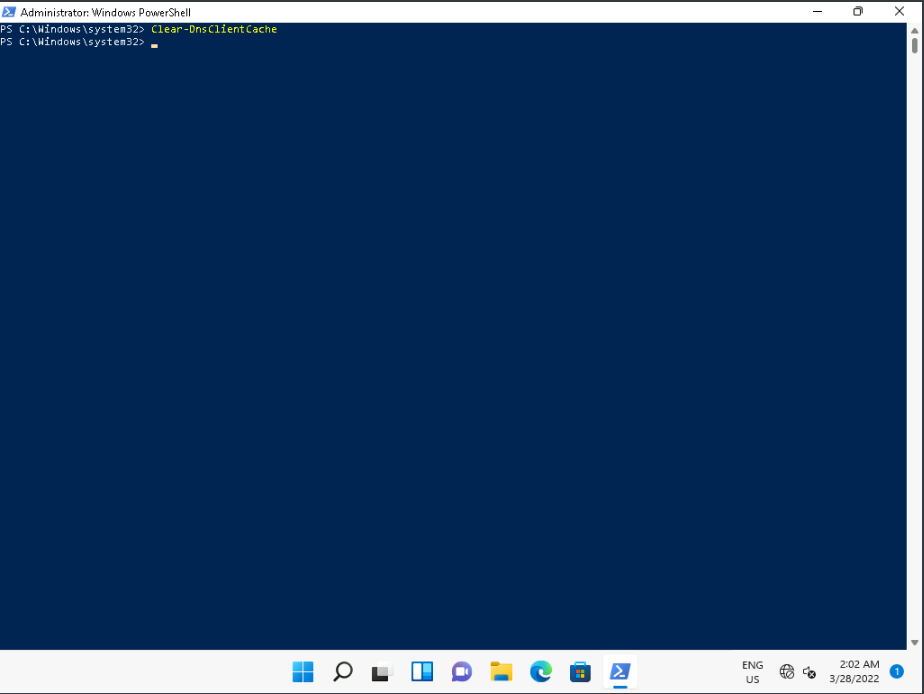 Administrator: Windows PowerShell
PS C:\Windows\system32> Clear-DnsClientCache
PS C:\Windows\system32>
ENG
US
2:02 AM
3/28/2022
1